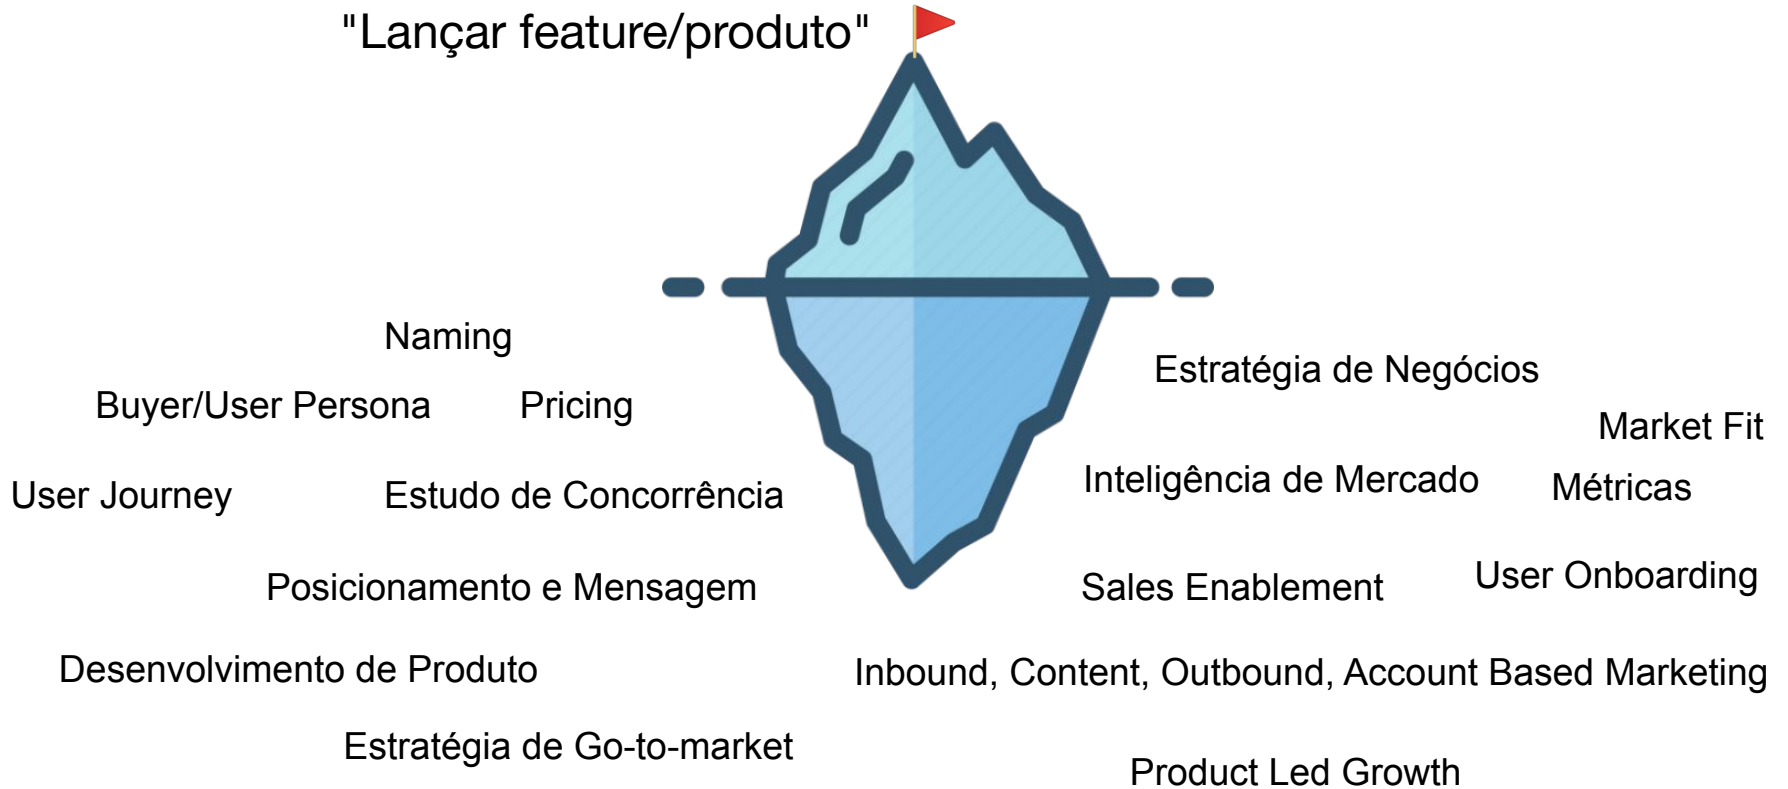 "Lançar feature/produto"
Naming
Buyer/User Persona
Pricing
User Journey
Estudo de Concorrência
Posicionamento e Mensagem
Desenvolvimento de Produto
Estratégia de Go-to-market
Estratégia de Negócios
Market Fit
Inteligência de Mercado
Métricas
Sales Enablement
User Onboarding
Inbound, Content, Outbound, Account Based Marketing
Product Led Growth